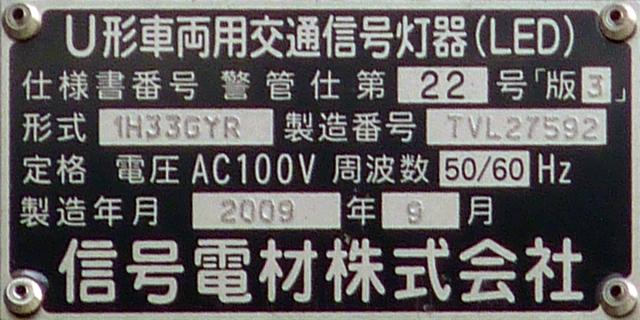 U形車両用交通信号灯器(LED)
仕様書番号 警管仕第 22 号「版3」
形式 1H33GYR 製造番号 TVL27592
定格 電圧 AC100V 周波数 50/60 Hz
製造年月 2009 年 9 月
信号電材株式会社